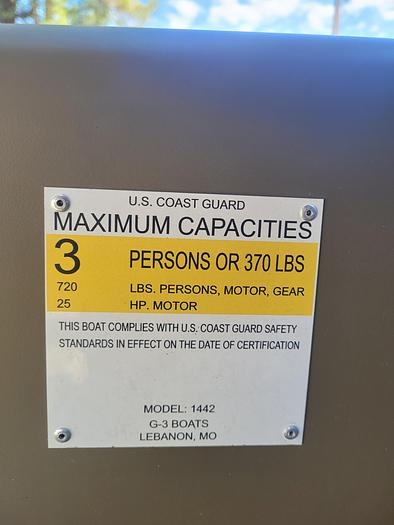 U.S. COAST GUARD
MAXIMUM CAPACITIES
3 PERSONS OR 370 LBS
720 LBS. PERSONS, MOTOR, GEAR
25 HP. MOTOR
THIS BOAT COMPLIES WITH U.S. COAST GUARD SAFETY
STANDARDS IN EFFECT ON THE DATE OF CERTIFICATION
MODEL: 1442
G-3 BOATS
LEBANON, MO